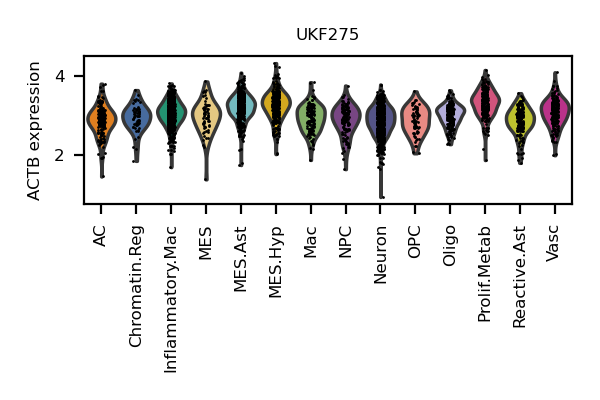 UKF275
ACTB expression
4
2
AC
Chromatin.Reg
Inflammatory.Mac
MES
MES.Ast
MES.Hyp
Mac
NPC
Neuron
OPC
Oligo
Prolif.Metab
Reactive.Ast
Vasc